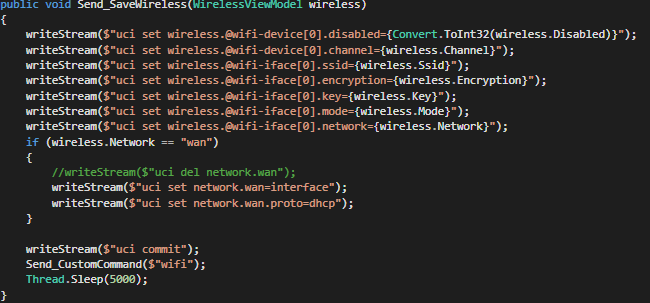 public void Send_SaveWireless(WirelessViewModel wireless)
{
writeStream($"uci set wireless.@wifi-device[0].disabled={Convert.ToInt32(wireless.Disabled)}");
writeStream($"uci set wireless.@wifi-device[0].channel={wireless.Channel}");
writeStream($"uci set wireless.@wifi-iface[0].ssid={wireless.Ssid}");
writeStream($"uci set wireless.@wifi-iface[0].encryption={wireless.Encryption}");
writeStream($"uci set wireless.@wifi-iface[0].key={wireless.Key}");
writeStream($"uci set wireless.@wifi-iface[0].mode={wireless.Mode}");
writeStream($"uci set wireless.@wifi-iface[0].network={wireless.Network}");
if (wireless.Network == "wan")
{
//writeStream($"uci del network.wan");
writeStream($"uci set network.wan=interface");
writeStream($"uci set network.wan.proto=dhcp");
}
writeStream($"uci commit");
Send_CustomCommand($"wifi");
Thread.Sleep(5000);
}